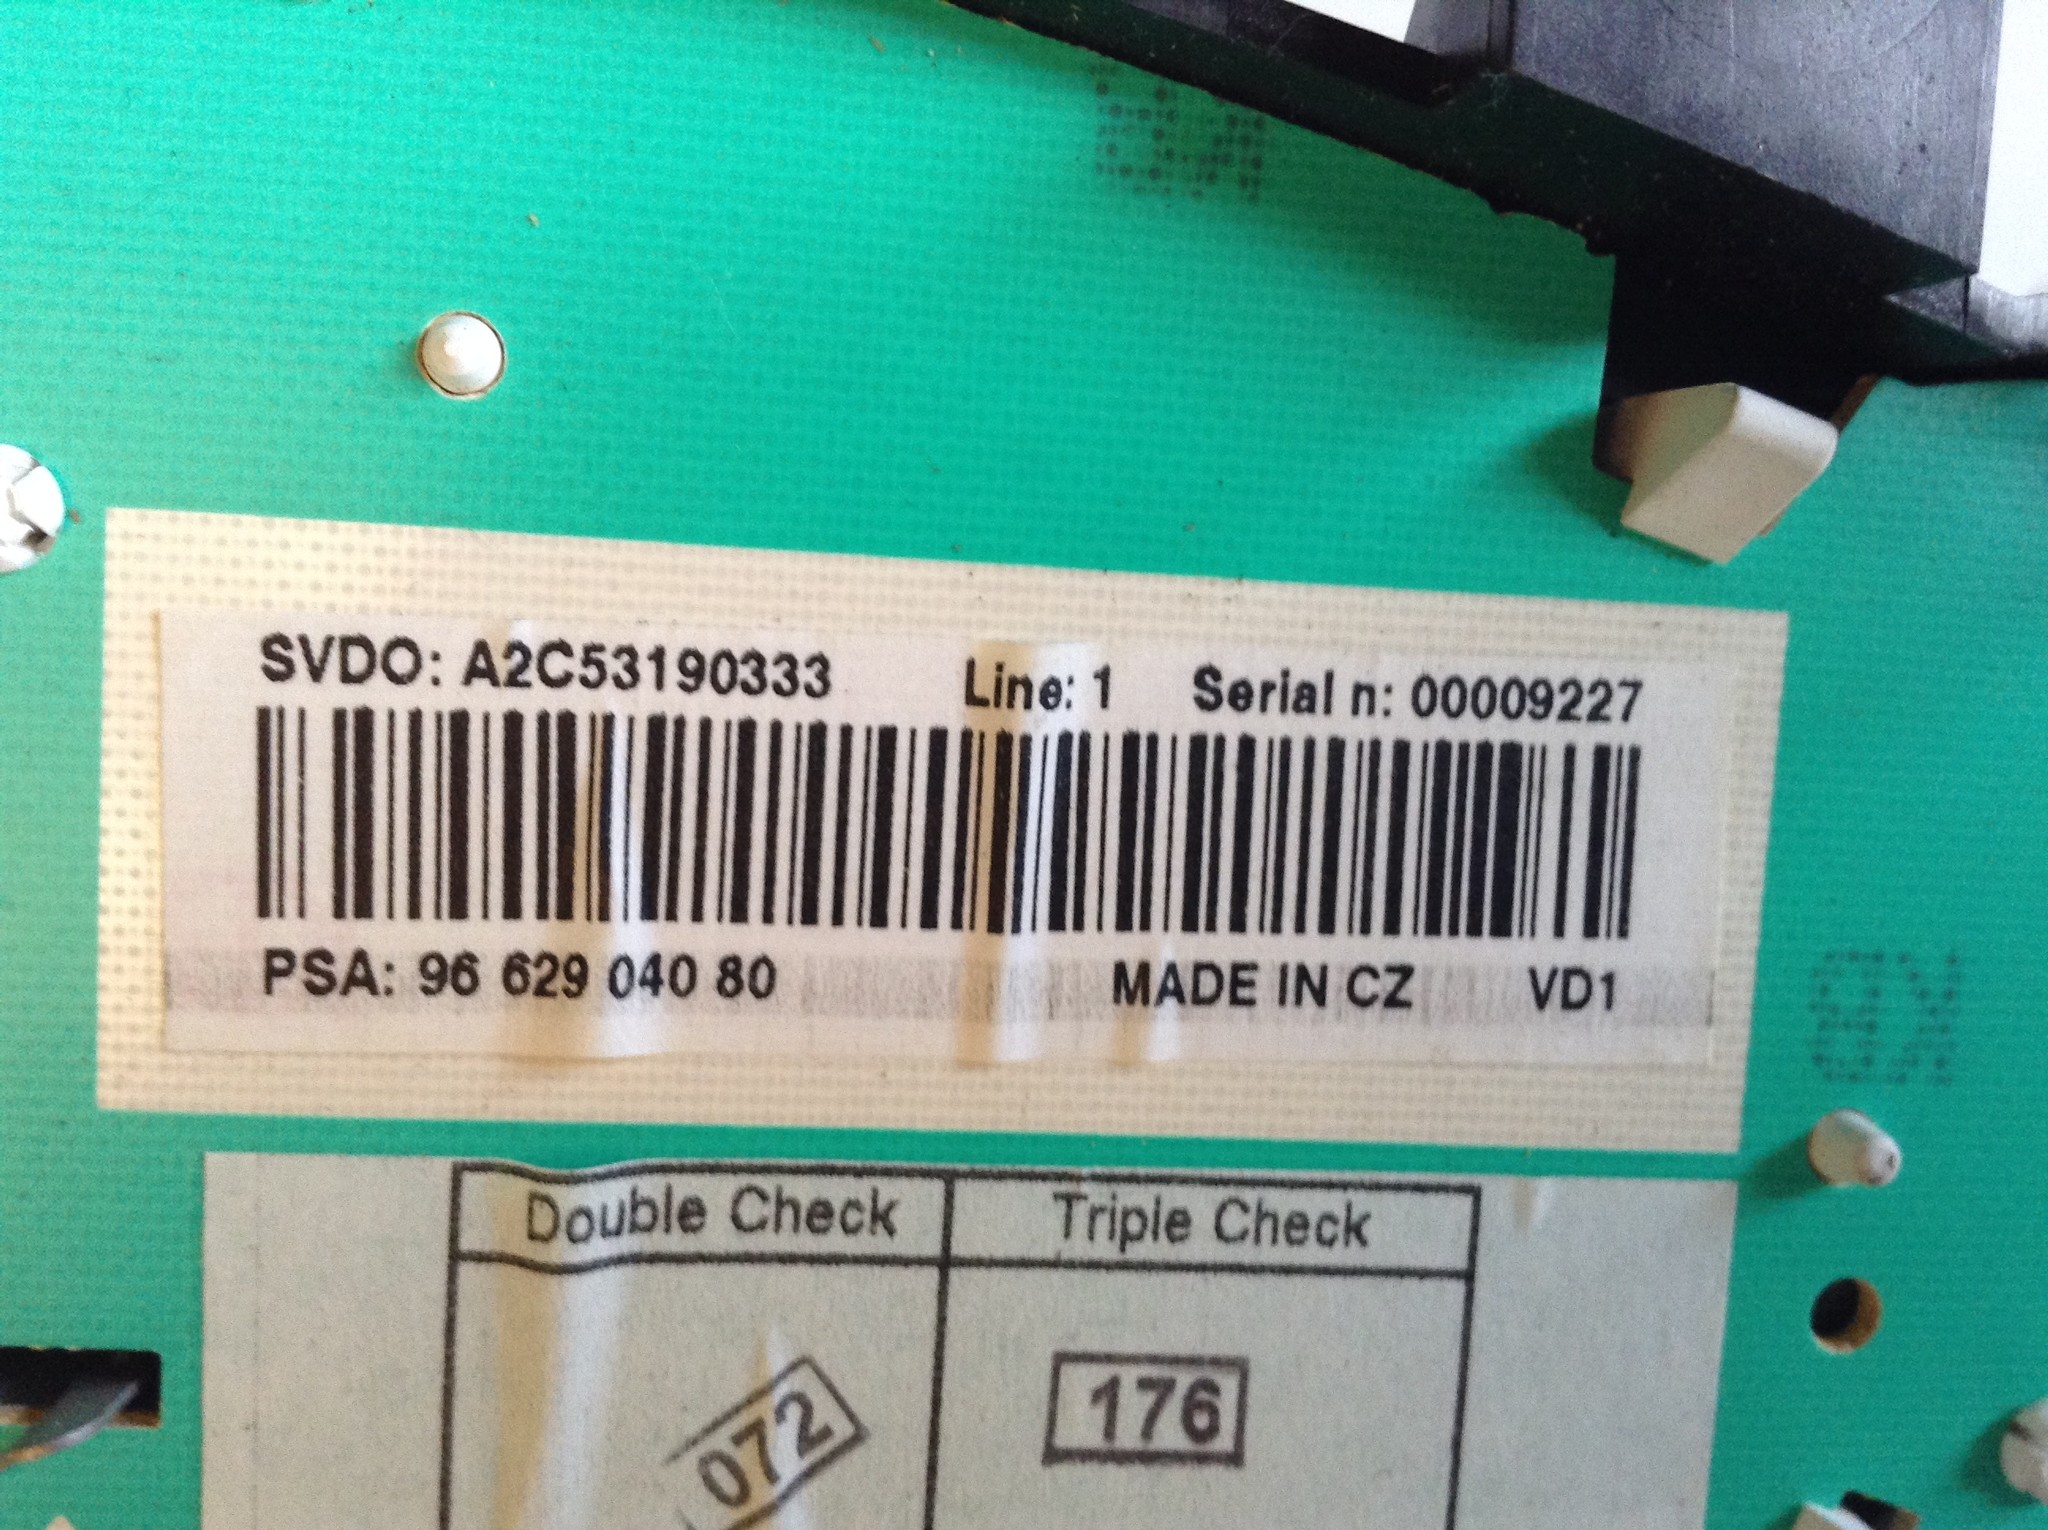 SVDO: A2C53190333 Line: 1 Serial n: 00009227
PSA: 96 629 040 80 MADE IN CZ VD1
Double Check Triple Check
072 176